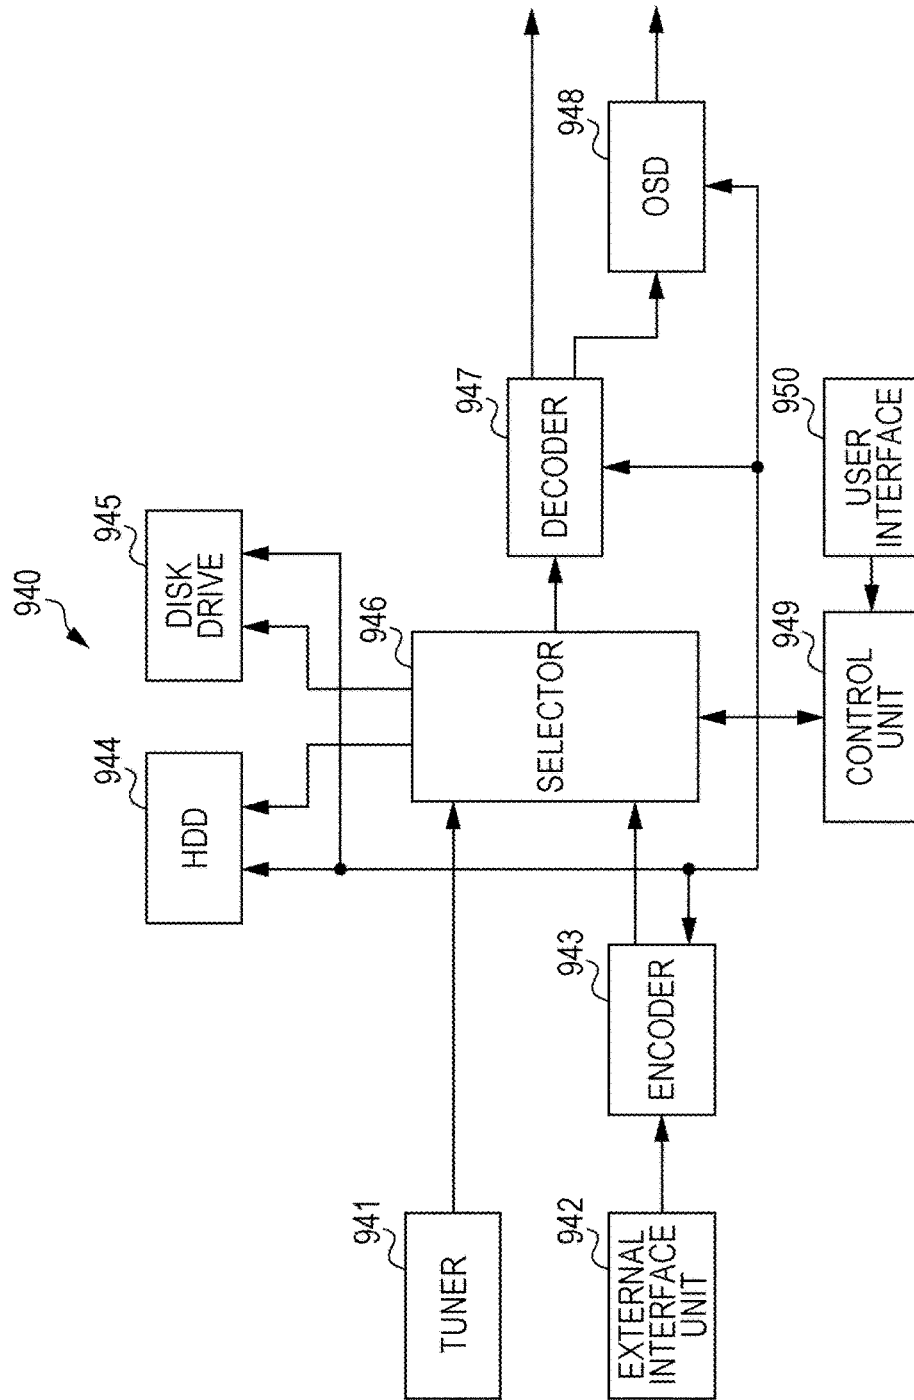 940
944
HDD
945
DISK
DRIVE
941
TUNER
946
SELECTOR
947
DECODER
942
EXTERNAL
INTERFACE
UNIT
943
ENCODER
948
OSD
949
CONTROL
UNIT
950
USER
INTERFACE